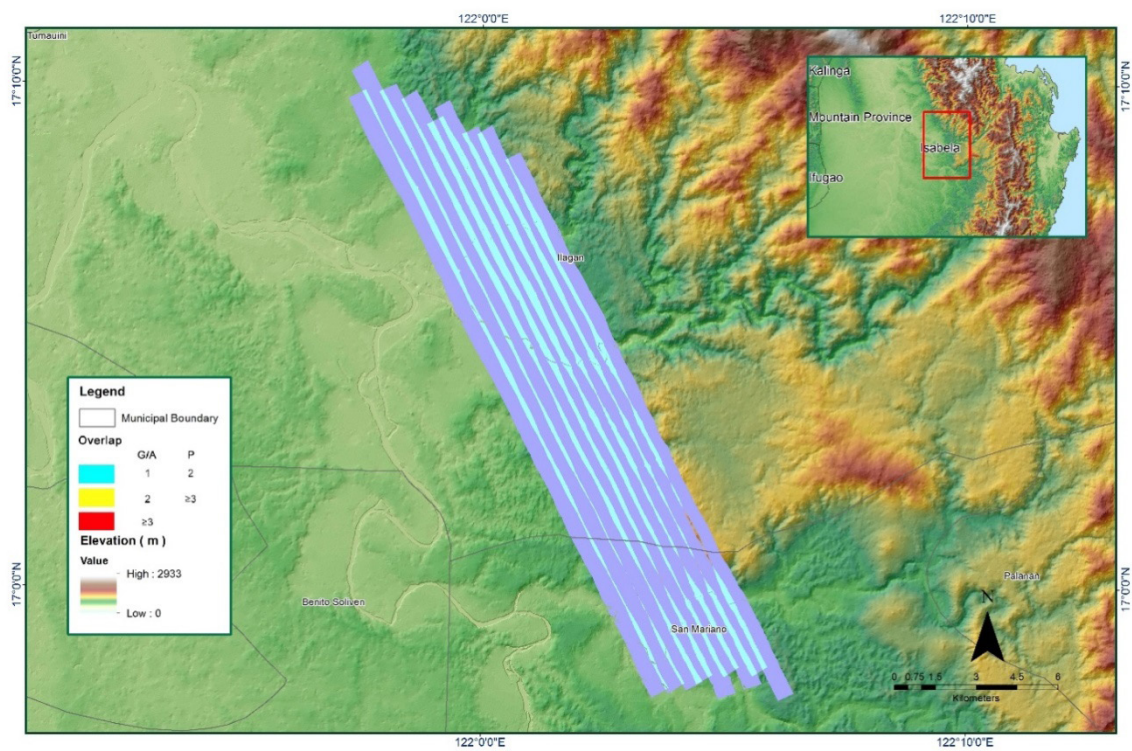 122°0'0"E
122°10'0"E
Tumauini
17°10'0"N
17°10'0"N
Kalinga
Mountain Province
Isabela
Ifugao
Ilagan
Legend
Municipal Boundary
Overlap
G/A P
1 2
2 ≥3
≥3
Elevation ( m )
Value
High : 2933
Low : 0
17°0'0"N
17°0'0"N
Benito Soliven
San Mariano
Palanan
N
0 0.75 1.5 3 4.5 6
Kilometers
122°0'0"E
122°10'0"E